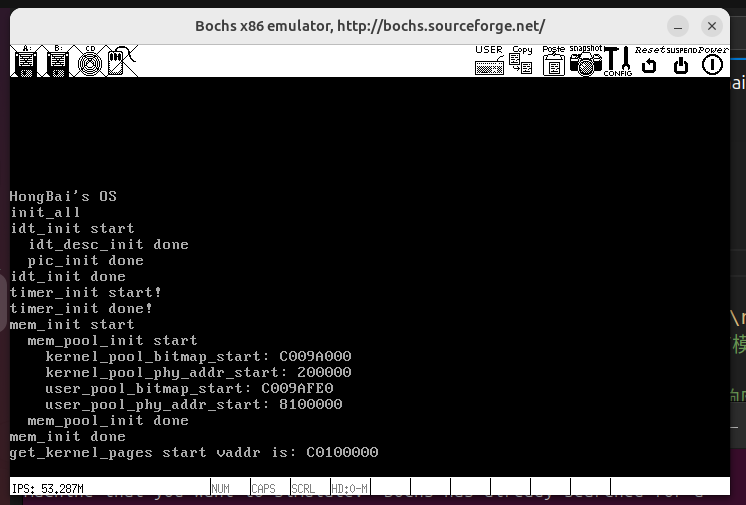 Bochs x86 emulator, http://bochs.sourceforge.net/
A: B: CD USER Copy Paste Snapshot CONFIG Reset SUSPEND Power
HongBai's OS
init_all
idt_init start
  idt_desc_init done
  pic_init done
idt_init done
timer_init start!
timer_init done!
mem_init start
  mem_pool_init start
    kernel_pool_bitmap_start: C009A000
    kernel_pool_phy_addr_start: 200000
    user_pool_bitmap_start: C009AFE0
    user_pool_phy_addr_start: 8100000
  mem_pool_init done
mem_init done
get_kernel_pages start vaddr is: C0100000
IPS: 53.287M NUM CAPS SCRL HD:0-M